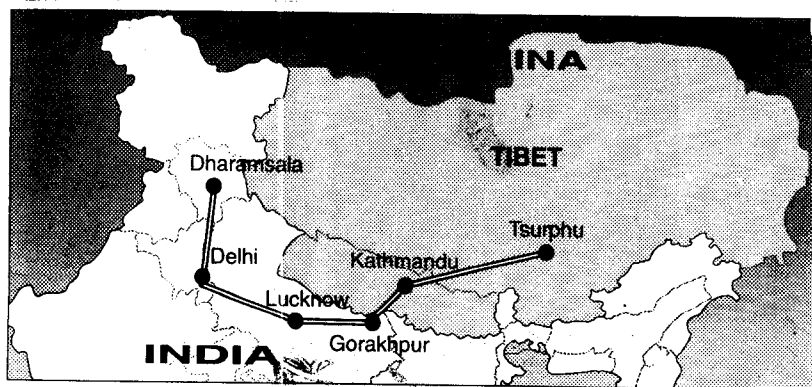 INA
TIBET
Dharamsala
Tsurphu
Delhi
Kathmandu
Lucknow
Gorakhpur
INDIA